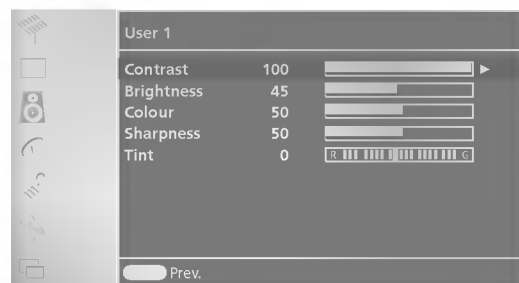 User 1
Contrast 100
Brightness 45
Colour 50
Sharpness 50
Tint 0 R G
Prev.